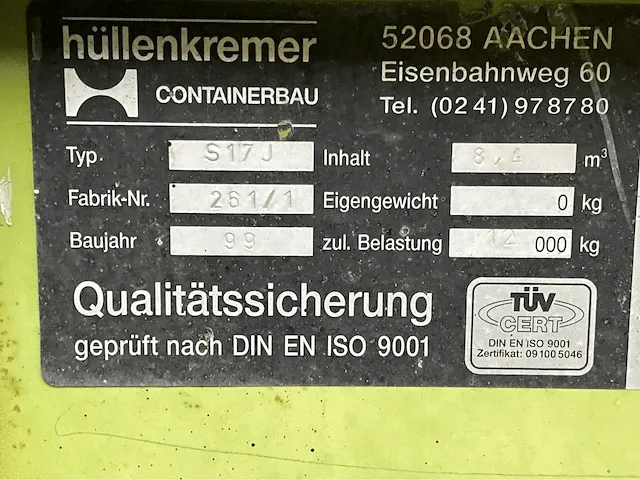 hüllenkremer
CONTAINERBAU
52068 AACHEN
Eisenbahnweg 60
Tel. (0241) 978780
Typ. S17J Inhalt 8,4 m³
Fabrik-Nr. 261/1 Eigengewicht 0 kg
Baujahr 99 zul. Belastung 12 000 kg
Qualitätssicherung
geprüft nach DIN EN ISO 9001
TÜV
CERT
DIN EN ISO 9001
Zertifikat: 09 100 5046